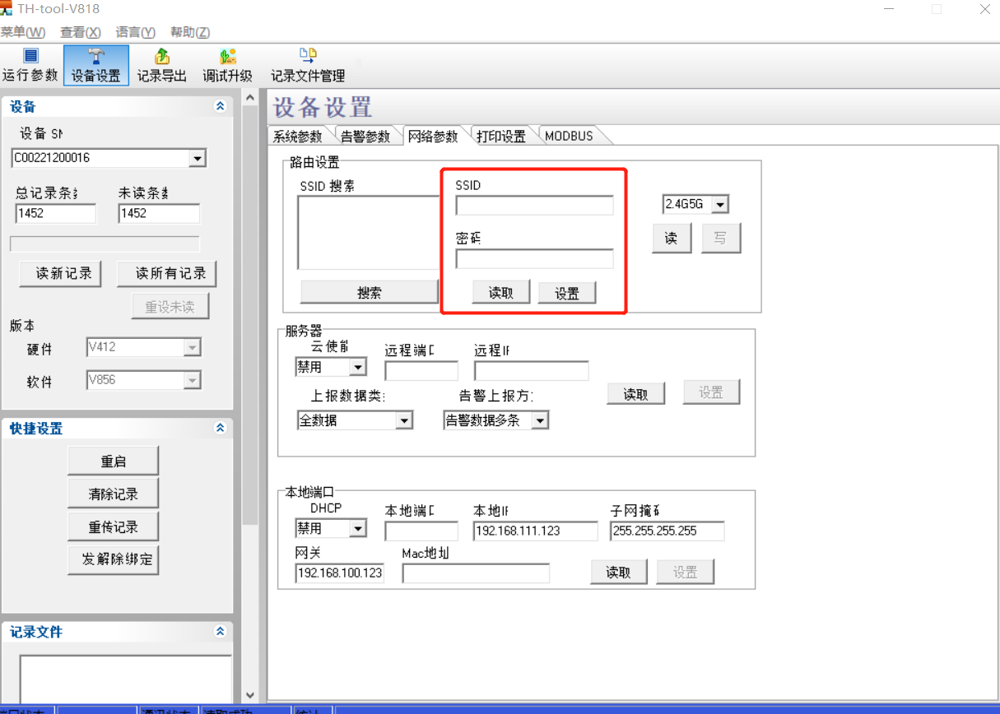 TH-tool-V818
菜单(W) 查看(X) 语言(Y) 帮助(Z)
运行参数 设备设置 记录导出 调试升级 记录文件管理
设备
设备 SN
C00221200016
总记录条 未读条
1452 1452
读新记录 读所有记录
重设未读
版本
硬件 V412
软件 V856
快捷设置
重启
清除记录
重传记录
发解除绑定
记录文件
设备设置
系统参数 告警参数 网络参数 打印设置 MODBUS
路由设置
SSID 搜索 SSID
2.4G5G
密码
读 写
搜索 读取 设置
服务器
云使能 远程端口 远程IP
禁用
读取 设置
上报数据类: 告警上报方:
全数据 告警数据多条
本地端口
DHCP 本地端口 本地IP 子网掩码
禁用 192.168.111.123 255.255.255.255
网关 Mac地址
192.168.100.123 读取 设置